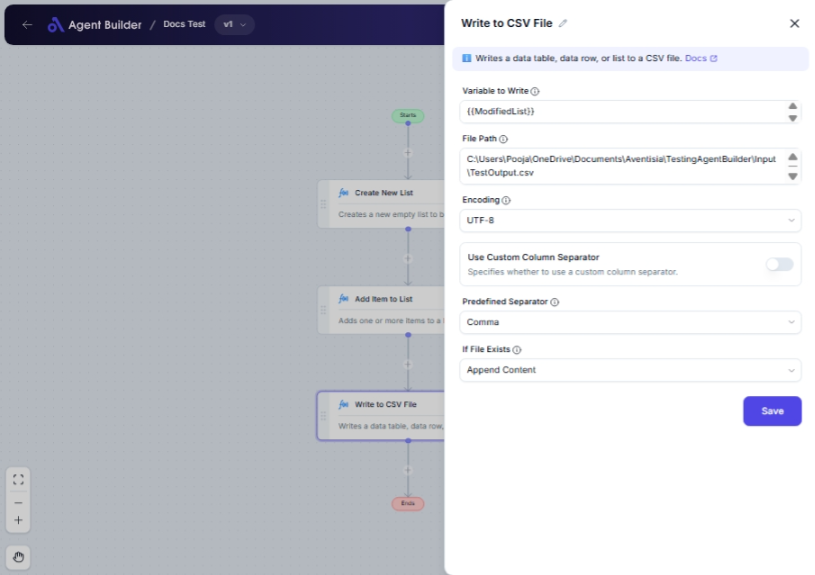 Agent Builder / Docs Test v1
Starts
Create New List
Creates a new empty list to b
Add Item to List
Adds one or more items to a
Write to CSV File
Writes a data table, data row,
Ends
Write to CSV File
Writes a data table, data row, or list to a CSV file. Docs
Variable to Write
{{ModifiedList}}
File Path
C:\Users\Pooja\OneDrive\Documents\Aventisia\TestingAgentBuilder\Input
\TestOutput.csv
Encoding
UTF-8
Use Custom Column Separator
Specifies whether to use a custom column separator.
Predefined Separator
Comma
If File Exists
Append Content
Save